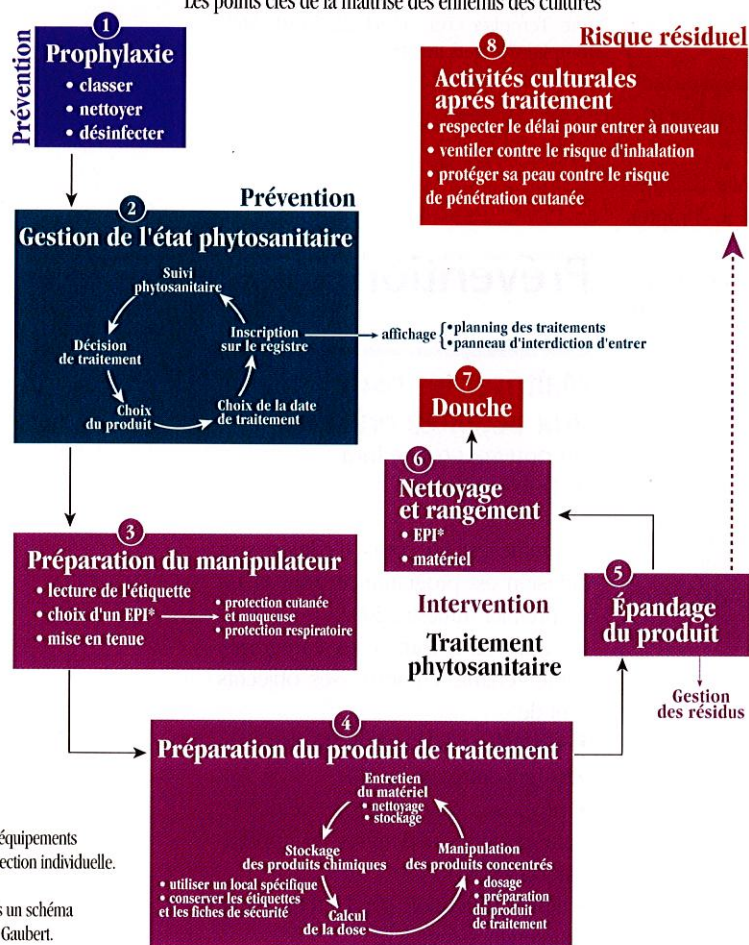 Les points clés de la maîtrise des ennemis des cultures
1
Prévention
Prophylaxie
• classer
• nettoyer
• désinfecter
Prévention
2
Gestion de l'état phytosanitaire
Suivi
phytosanitaire
Décision
de traitement
Choix
du produit
Choix de la date
de traitement
Inscription
sur le registre
affichage
• planning des traitements
• panneau d'interdiction d'entrer
3
Préparation du manipulateur
• lecture de l'étiquette
• choix d'un EPI*
• mise en tenue
• protection cutanée
et muqueuse
• protection respiratoire
4
Préparation du produit de traitement
Entretien
du matériel
• nettoyage
• stockage
Stockage
des produits chimiques
• utiliser un local spécifique
• conserver les étiquettes
et les fiches de sécurité
Calcul
de la dose
Manipulation
des produits concentrés
• dosage
• préparation
du produit
de traitement
5
Épandage
du produit
Gestion
des résidus
Intervention
Traitement
phytosanitaire
6
Nettoyage
et rangement
• EPI*
• matériel
7
Douche
Risque résiduel
8
Activités culturales
aprés traitement
• respecter le délai pour entrer à nouveau
• ventiler contre le risque d'inhalation
• protéger sa peau contre le risque
de pénétration cutanée
équipements
ection individuelle.
s un schéma
Gaubert.